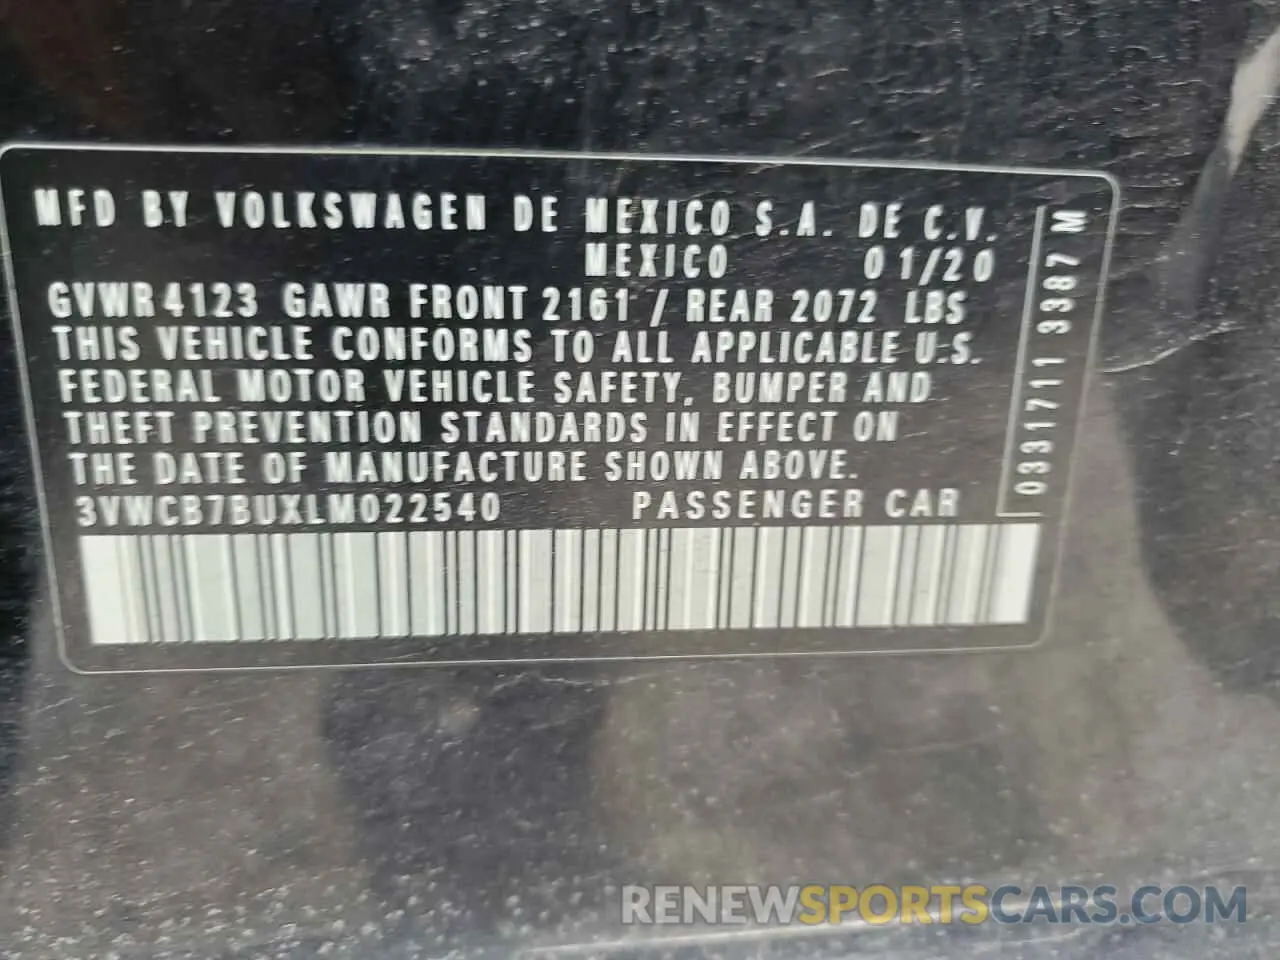 MFD BY VOLKSWAGEN DE MEXICO S.A. DE C.V.
MEXICO 01/20
GVWR 4123 GAWR FRONT 2161 / REAR 2072 LBS
THIS VEHICLE CONFORMS TO ALL APPLICABLE U.S.
FEDERAL MOTOR VEHICLE SAFETY, BUMPER AND
THEFT PREVENTION STANDARDS IN EFFECT ON
THE DATE OF MANUFACTURE SHOWN ABOVE.
3VWCB7BUXLM022540 PASSENGER CAR
0331711 3387 M
RENEWSPORTSCARS.COM